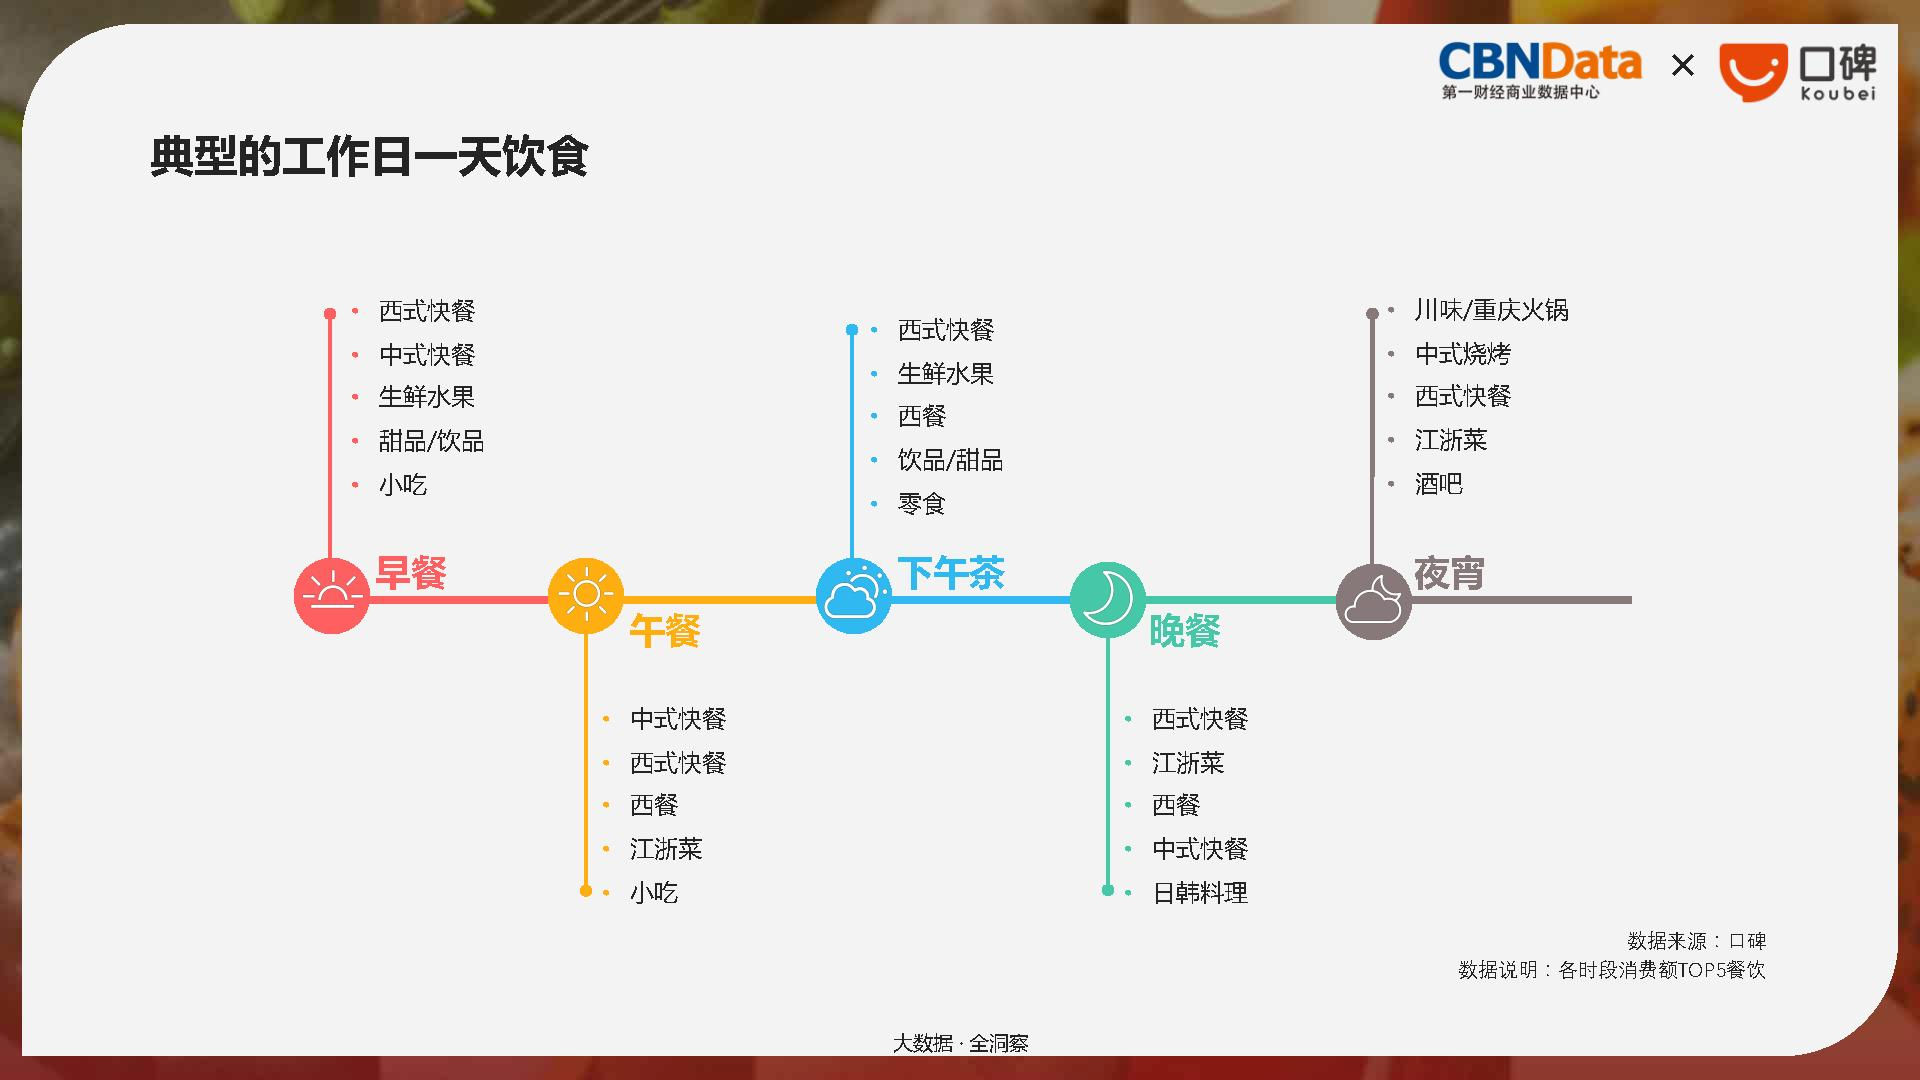 CBNData
第一财经商业数据中心
×
口碑
Koubei
典型的工作日一天饮食
西式快餐
中式快餐
生鲜水果
甜品/饮品
小吃
早餐
午餐
中式快餐
西式快餐
西餐
江浙菜
小吃
西式快餐
生鲜水果
西餐
饮品/甜品
零食
下午茶
晚餐
西式快餐
江浙菜
西餐
中式快餐
日韩料理
川味/重庆火锅
中式烧烤
西式快餐
江浙菜
酒吧
夜宵
数据来源：口碑
数据说明：各时段消费额TOP5餐饮
大数据·全洞察